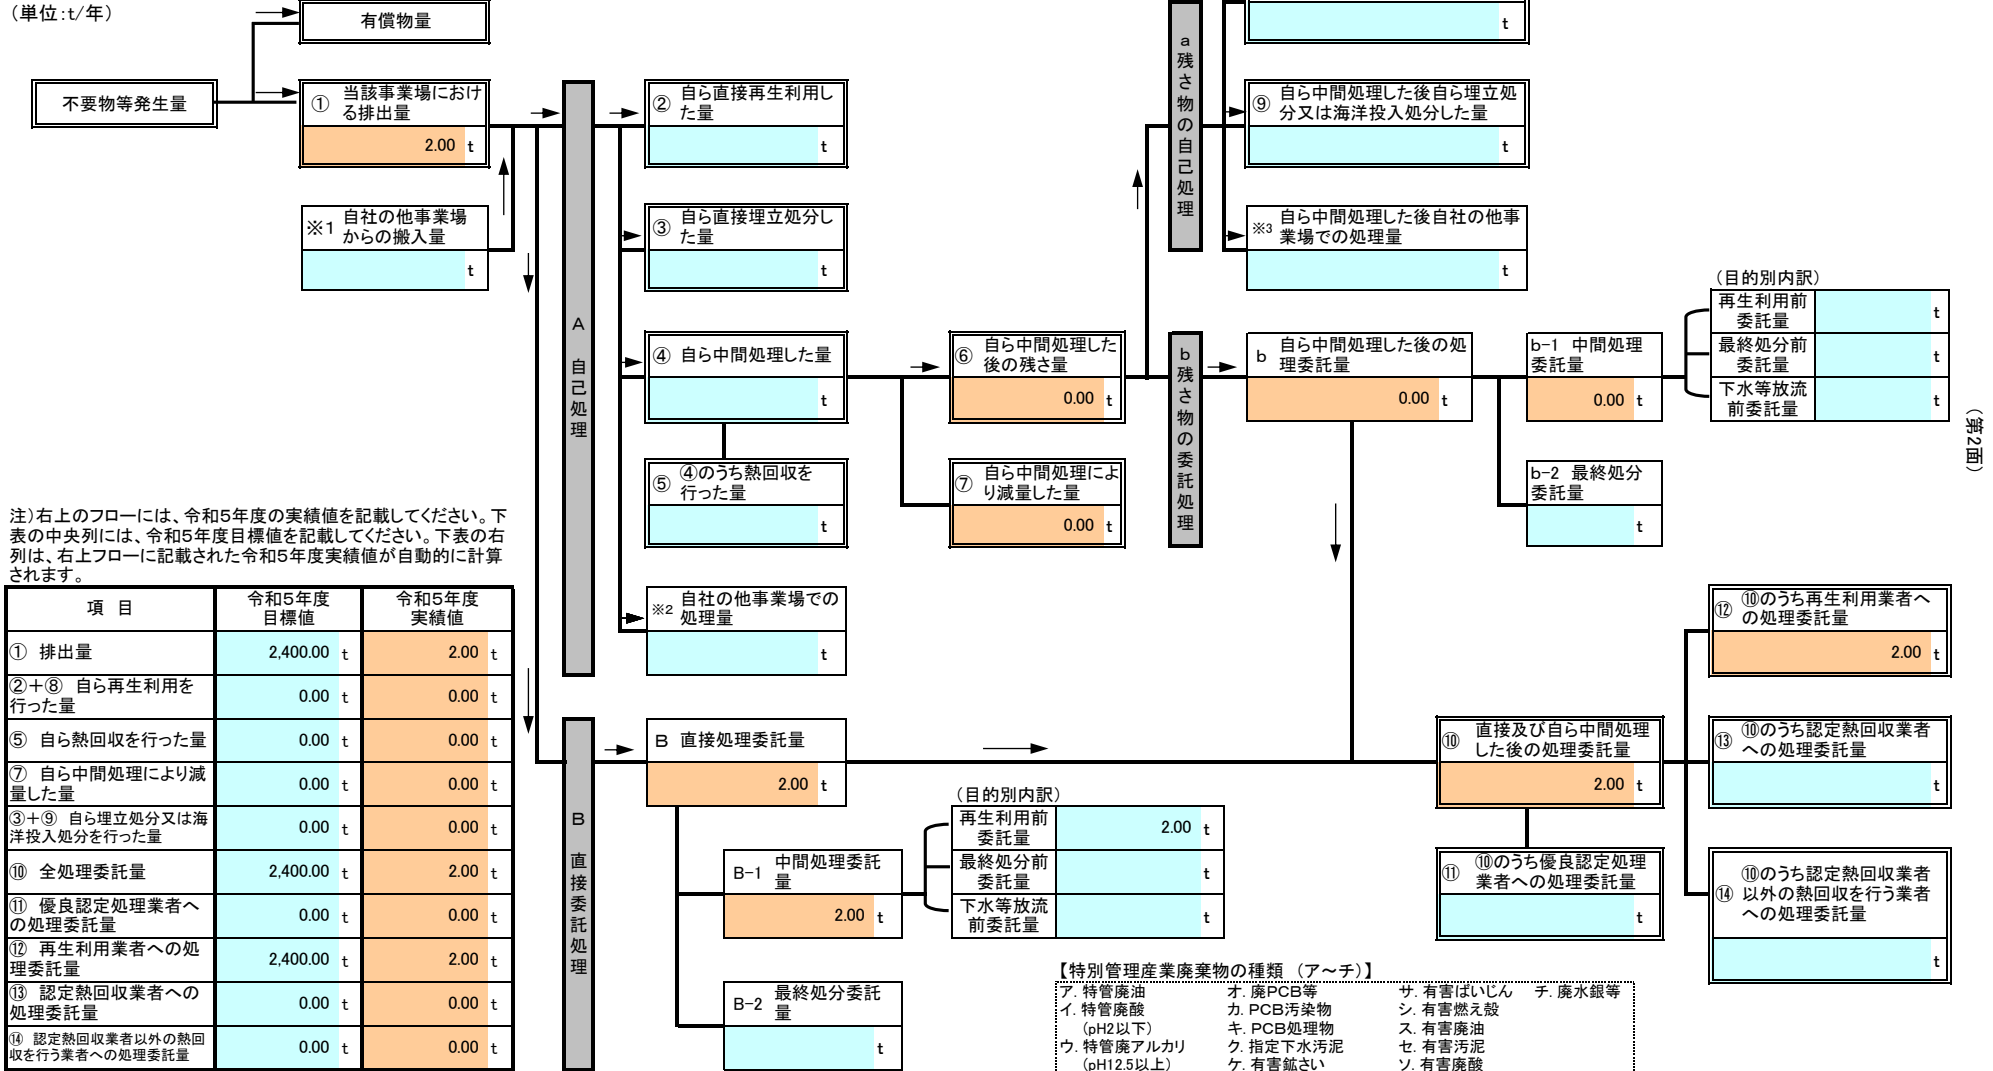 （単位：t/年）
有償物量
不要物等発生量
① 当該事業場におけ
る排出量
2.00 t
※1 自社の他事業場
からの搬入量
t
A 自己処理
② 自ら直接再生利用し
た量
t
③ 自ら直接埋立処分し
た量
t
④ 自ら中間処理した量
t
⑤ ④のうち熱回収を
行った量
t
※2 自社の他事業場での
処理量
t
⑥ 自ら中間処理した
後の残さ量
0.00 t
⑦ 自ら中間処理によ
り減量した量
0.00 t
a 残さ物の自己処理
t
⑨ 自ら中間処理した後自ら埋立処
分又は海洋投入処分した量
t
※3 自ら中間処理した後自社の他事
業場での処理量
t
b 残さ物の委託処理
b 自ら中間処理した後の処
理委託量
0.00 t
b-1 中間処理
委託量
0.00 t
（目的別内訳）
再生利用前
委託量 t
最終処分前
委託量 t
下水等放流
前委託量 t
b-2 最終処分
委託量
t
（第2面）
注）右上のフローには、令和5年度の実績値を記載してください。下
表の中央列には、令和5年度目標値を記載してください。下表の右
列は、右上フローに記載された令和5年度実績値が自動的に計算
されます。
項 目 令和5年度
目標値 令和5年度
実績値
① 排出量 2,400.00 t 2.00 t
②＋⑧ 自ら再生利用を
行った量 0.00 t 0.00 t
⑤ 自ら熱回収を行った量 0.00 t 0.00 t
⑦ 自ら中間処理により減
量した量 0.00 t 0.00 t
③＋⑨ 自ら埋立処分又は海
洋投入処分を行った量 0.00 t 0.00 t
⑩ 全処理委託量 2,400.00 t 2.00 t
⑪ 優良認定処理業者へ
の処理委託量 0.00 t 0.00 t
⑫ 再生利用業者への処
理委託量 2,400.00 t 2.00 t
⑬ 認定熱回収業者への
処理委託量 0.00 t 0.00 t
⑭ 認定熱回収業者以外の熱回
収を行う業者への処理委託量 0.00 t 0.00 t
B 直接委託処理
B 直接処理委託量
2.00 t
B-1 中間処理委託
量
2.00 t
（目的別内訳）
再生利用前
委託量 2.00 t
最終処分前
委託量 t
下水等放流
前委託量 t
B-2 最終処分委託
量
t
⑩ 直接及び自ら中間処理
した後の処理委託量
2.00 t
⑪ ⑩のうち優良認定処理
業者への処理委託量
t
⑫ ⑩のうち再生利用業者へ
の処理委託量
2.00 t
⑬ ⑩のうち認定熱回収業者
への処理委託量
t
⑭ ⑩のうち認定熱回収業者
以外の熱回収を行う業者
への処理委託量
t
【特別管理産業廃棄物の種類 （ア～チ）】
ア. 特管廃油 オ. 廃PCB等 サ. 有害ばいじん チ. 廃水銀等
イ. 特管廃酸 カ. PCB汚染物 シ. 有害燃え殻
（pH2以下） キ. PCB処理物 ス. 有害廃油
ウ. 特管廃アルカリ ク. 指定下水汚泥 セ. 有害汚泥
（pH12.5以上） ケ. 有害鉱さい ソ. 有害廃酸